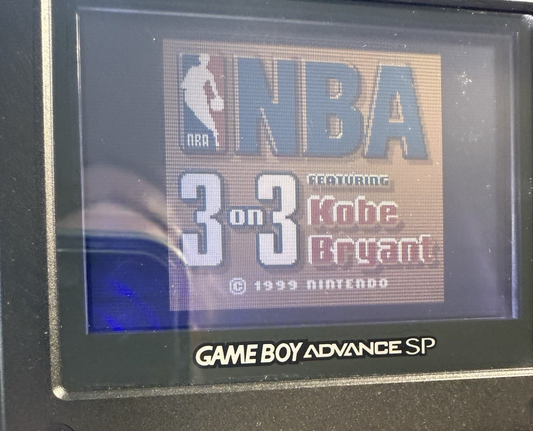 NBA
NBA
3 on 3
FEATURING
Kobe
Bryant
© 1999 NINTENDO
GAME BOY ADVANCE SP